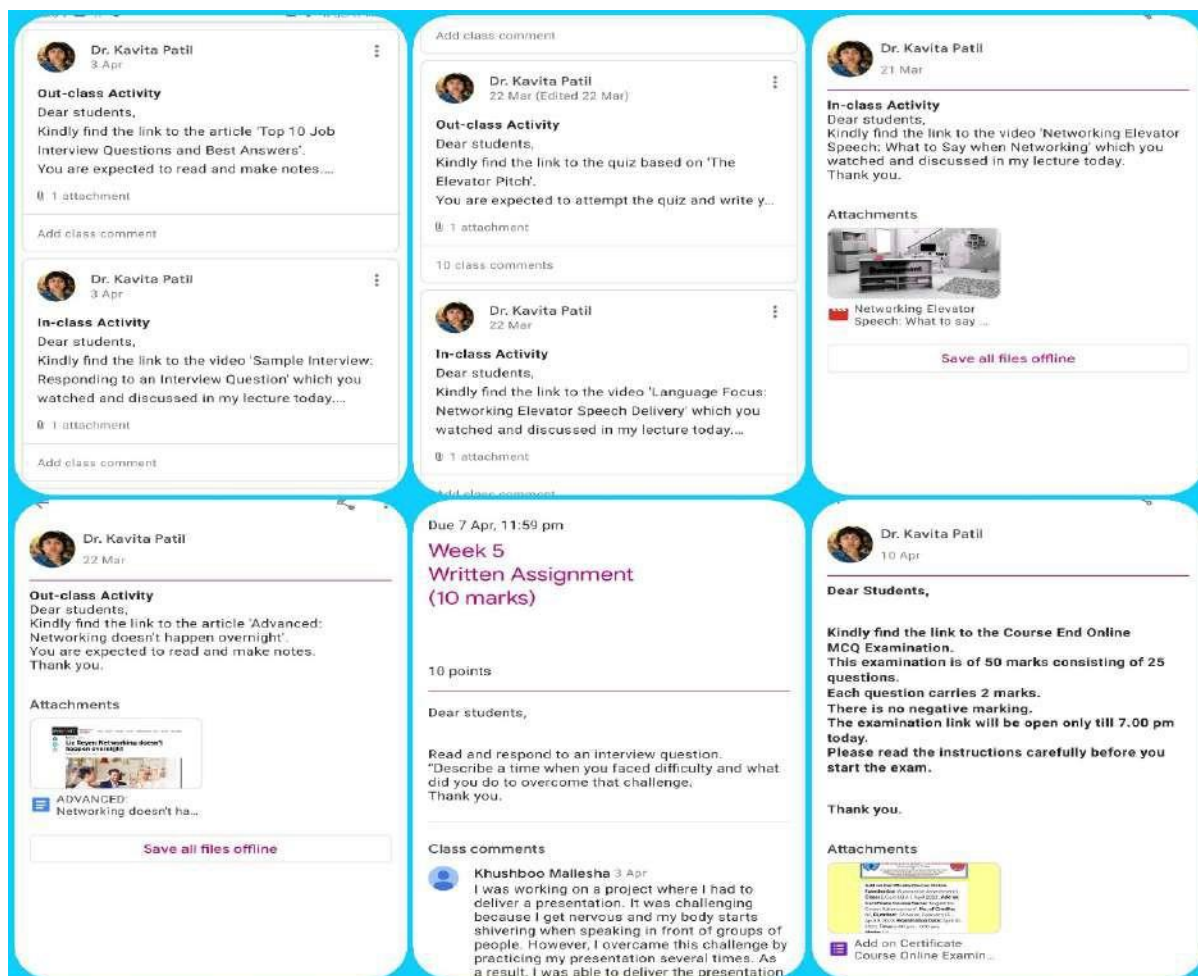 Dr. Kavita Patil
3 Apr
Out-class Activity
Dear students,
Kindly find the link to the article 'Top 10 Job
Interview Questions and Best Answers'.
You are expected to read and make notes....
1 attachment
Add class comment
Dr. Kavita Patil
3 Apr
In-class Activity
Dear students,
Kindly find the link to the video 'Sample Interview:
Responding to an Interview Question' which you
watched and discussed in my lecture today....
1 attachment
Add class comment
Add class comment
Dr. Kavita Patil
22 Mar (Edited 22 Mar)
Out-class Activity
Dear students,
Kindly find the link to the quiz based on 'The
Elevator Pitch'.
You are expected to attempt the quiz and write y...
1 attachment
10 class comments
Dr. Kavita Patil
22 Mar
In-class Activity
Dear students,
Kindly find the link to the video 'Language Focus:
Networking Elevator Speech Delivery' which you
watched and discussed in my lecture today....
1 attachment
Add class comment
Dr. Kavita Patil
21 Mar
In-class Activity
Dear students,
Kindly find the link to the video 'Networking Elevator
Speech: What to Say when Networking' which you
watched and discussed in my lecture today.
Thank you.
Attachments
Networking Elevator
Speech: What to say ...
Save all files offline
Dr. Kavita Patil
22 Mar
Out-class Activity
Dear students,
Kindly find the link to the article 'Advanced:
Networking doesn't happen overnight'.
You are expected to read and make notes.
Thank you.
Attachments
Liz Reyer: Networking doesn't
happen overnight
ADVANCED:
Networking doesn't ha...
Save all files offline
Due 7 Apr, 11:59 pm
Week 5
Written Assignment
(10 marks)
10 points
Dear students,
Read and respond to an interview question.
"Describe a time when you faced difficulty and what
did you do to overcome that challenge.
Thank you.
Class comments
Khushboo Mallesha 3 Apr
I was working on a project where I had to
deliver a presentation. It was challenging
because I get nervous and my body starts
shivering when speaking in front of groups of
people. However, I overcame this challenge by
practicing my presentation several times. As
a result, I was able to deliver the presentation
Dr. Kavita Patil
10 Apr
Dear Students,
Kindly find the link to the Course End Online
MCQ Examination.
This examination is of 50 marks consisting of 25
questions.
Each question carries 2 marks.
There is no negative marking.
The examination link will be open only till 7.00 pm
today.
Please read the instructions carefully before you
start the exam.
Thank you.
Attachments
Add on Certificate
Course Online Examin...